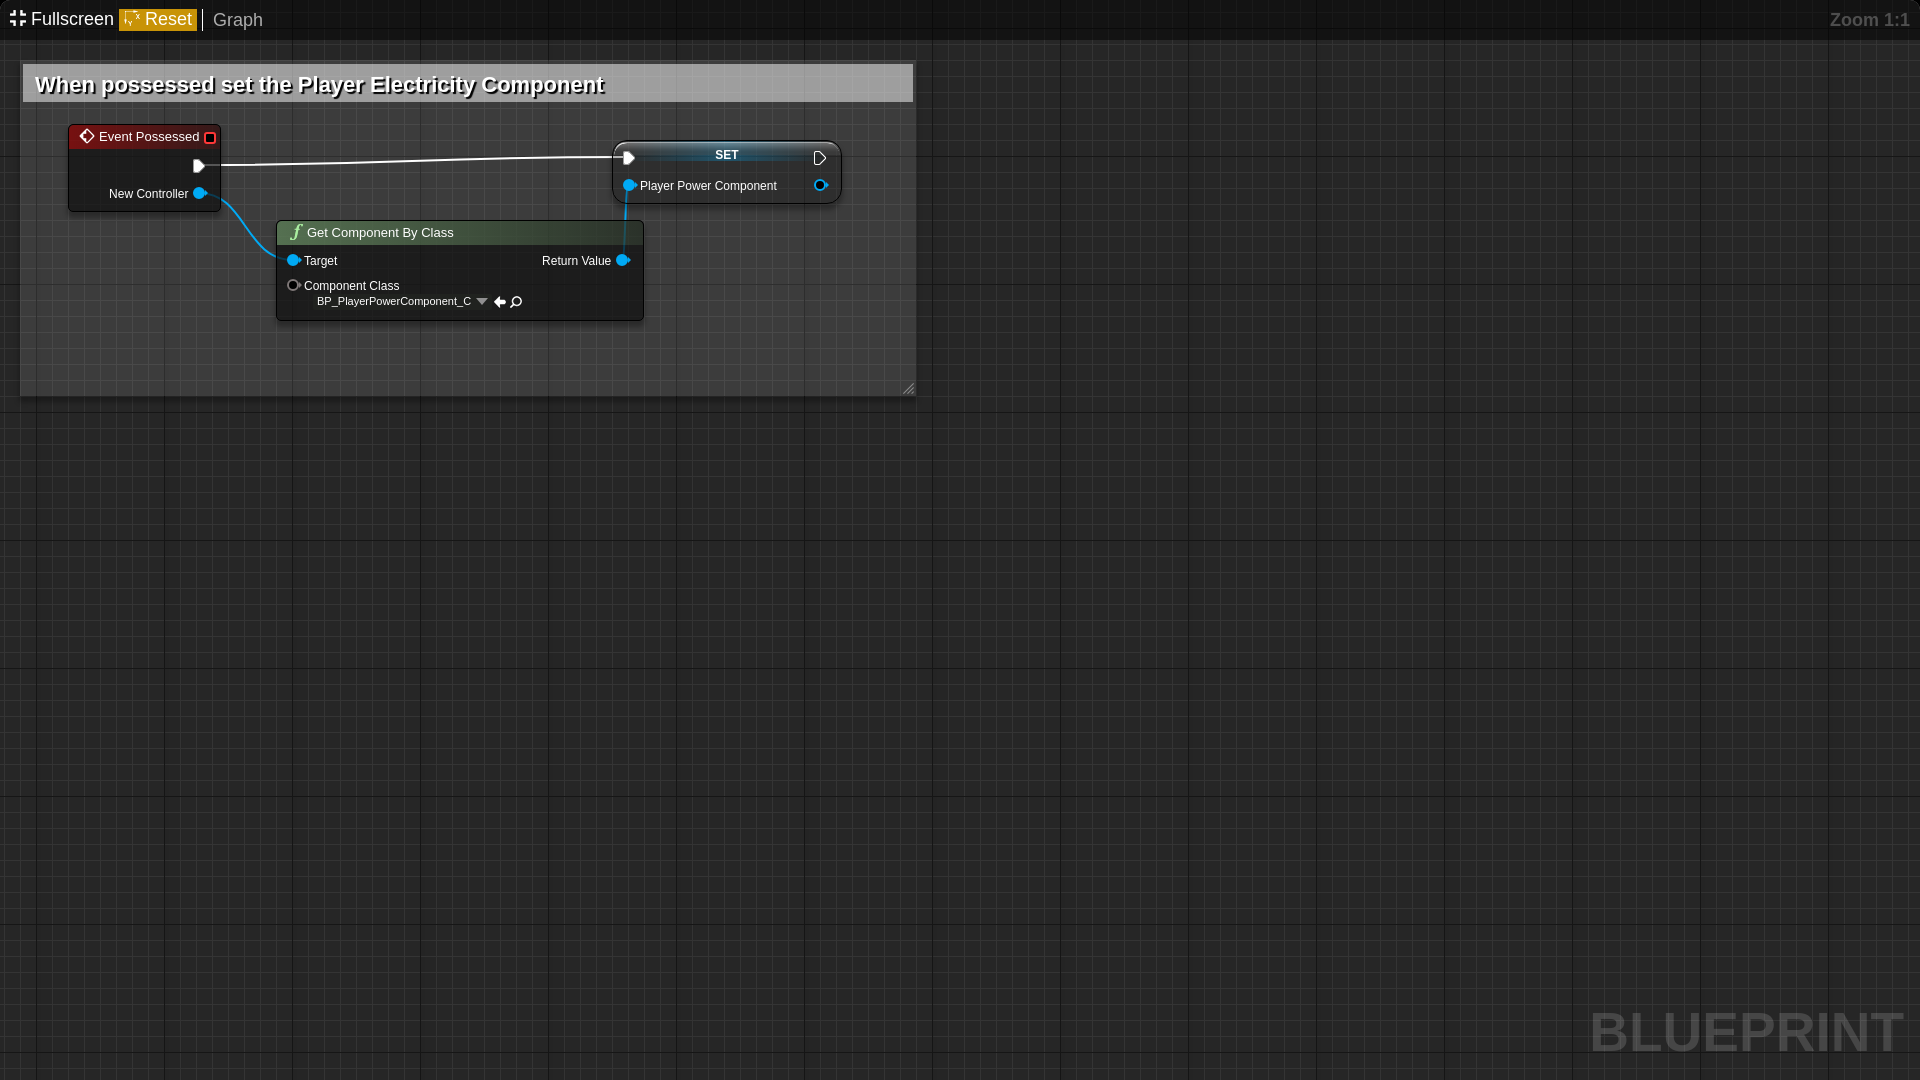 Fullscreen Reset Graph Zoom 1:1
When possessed set the Player Electricity Component
Event Possessed
New Controller
SET
Player Power Component
Get Component By Class
Target Return Value
Component Class
BP_PlayerPowerComponent_C
BLUEPRINT